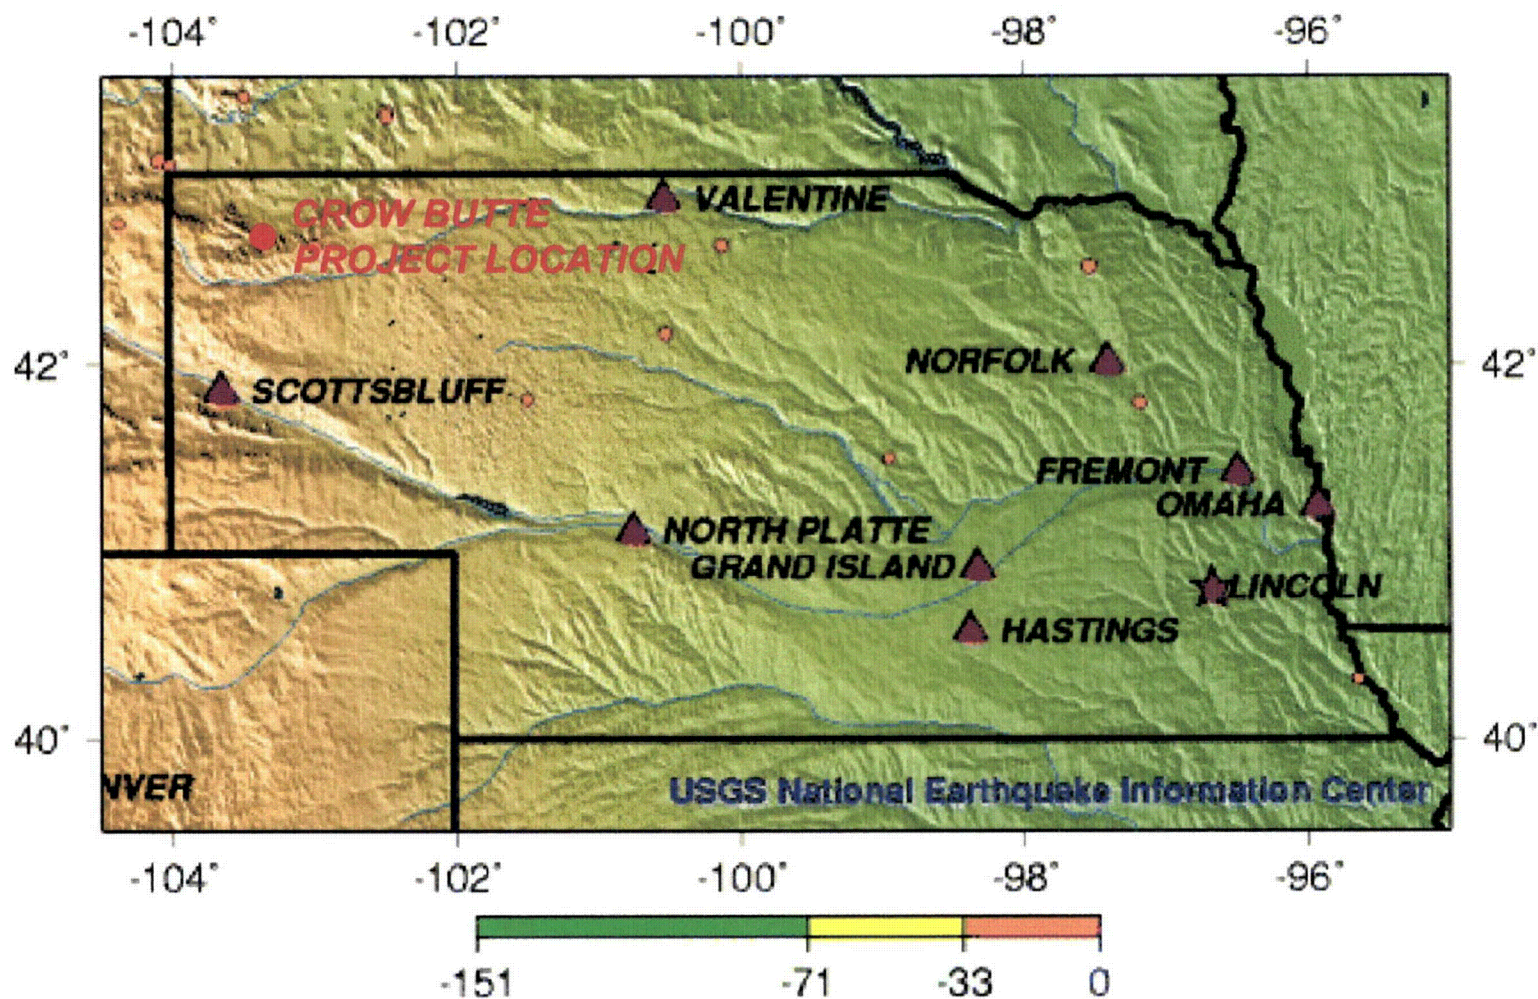 -104° -102° -100° -98° -96°
VALENTINE
CROW BUTTE
PROJECT LOCATION
42° 42°
NORFOLK
SCOTTSBLUFF
FREMONT
OMAHA
NORTH PLATTE
GRAND ISLAND
LINCOLN
HASTINGS
40° 40°
NVER
USGS National Earthquake Information Center
-104° -102° -100° -98° -96°
-151 -71 -33 0